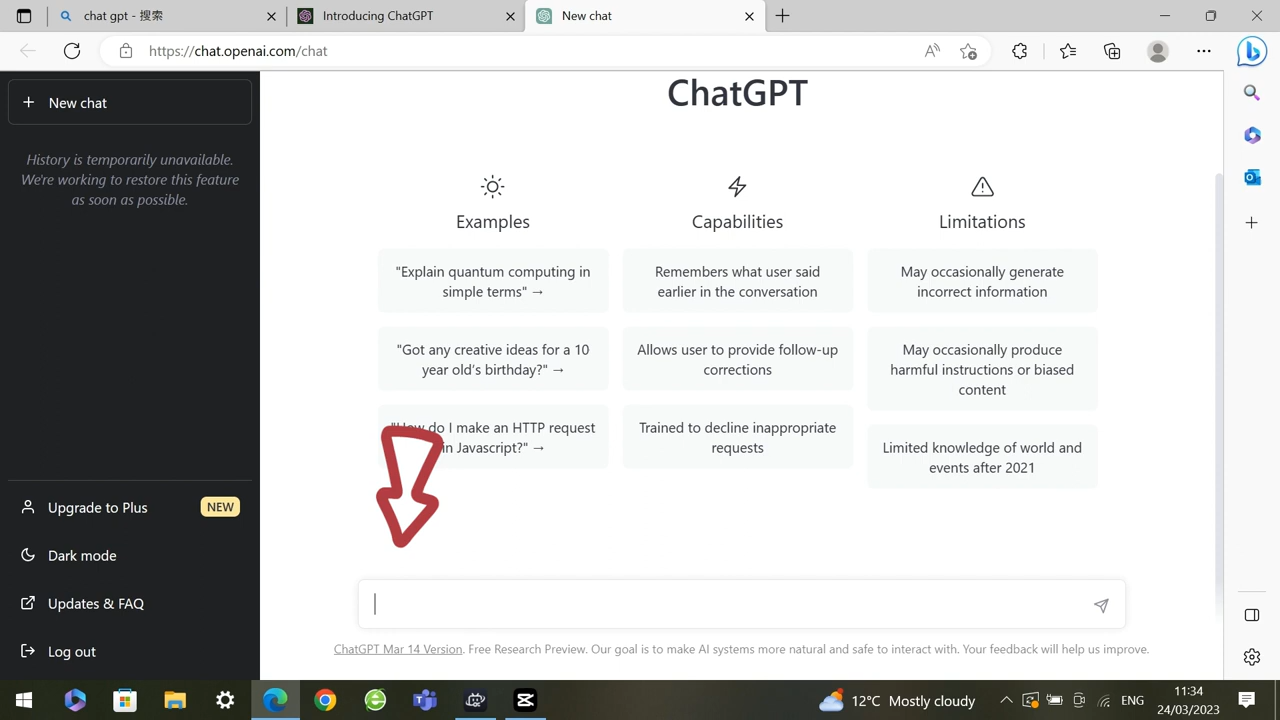 chat gpt - 搜索
Introducing ChatGPT
New chat
https://chat.openai.com/chat
New chat
History is temporarily unavailable.
We're working to restore this feature
as soon as possible.
Upgrade to Plus
NEW
Dark mode
Updates & FAQ
Log out
ChatGPT
Examples
"Explain quantum computing in
simple terms" →
"Got any creative ideas for a 10
year old's birthday?" →
"How do I make an HTTP request
in Javascript?" →
Capabilities
Remembers what user said
earlier in the conversation
Allows user to provide follow-up
corrections
Trained to decline inappropriate
requests
Limitations
May occasionally generate
incorrect information
May occasionally produce
harmful instructions or biased
content
Limited knowledge of world and
events after 2021
ChatGPT Mar 14 Version. Free Research Preview. Our goal is to make AI systems more natural and safe to interact with. Your feedback will help us improve.
12°C Mostly cloudy
ENG
11:34
24/03/2023